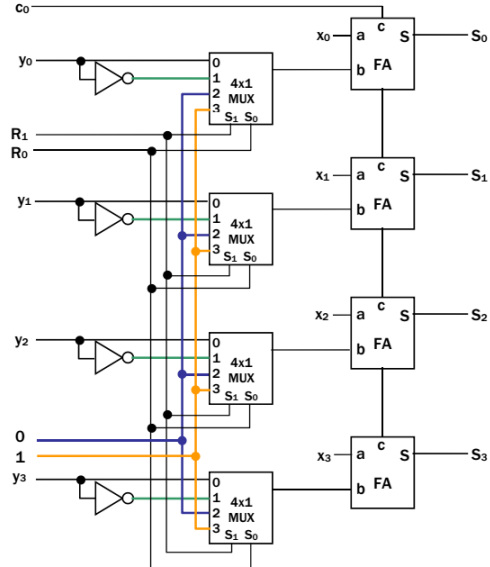 C₀
x₀ a c S S₀
b FA
y₀ 0
1 4x1
2 MUX
3
S₁ S₀
R₁
R₀
x₁ a c S S₁
b FA
y₁ 0
1 4x1
2 MUX
3
S₁ S₀
x₂ a c S S₂
b FA
y₂ 0
1 4x1
2 MUX
3
S₁ S₀
0
1
x₃ a c S S₃
b FA
y₃ 0
1 4x1
2 MUX
3
S₁ S₀